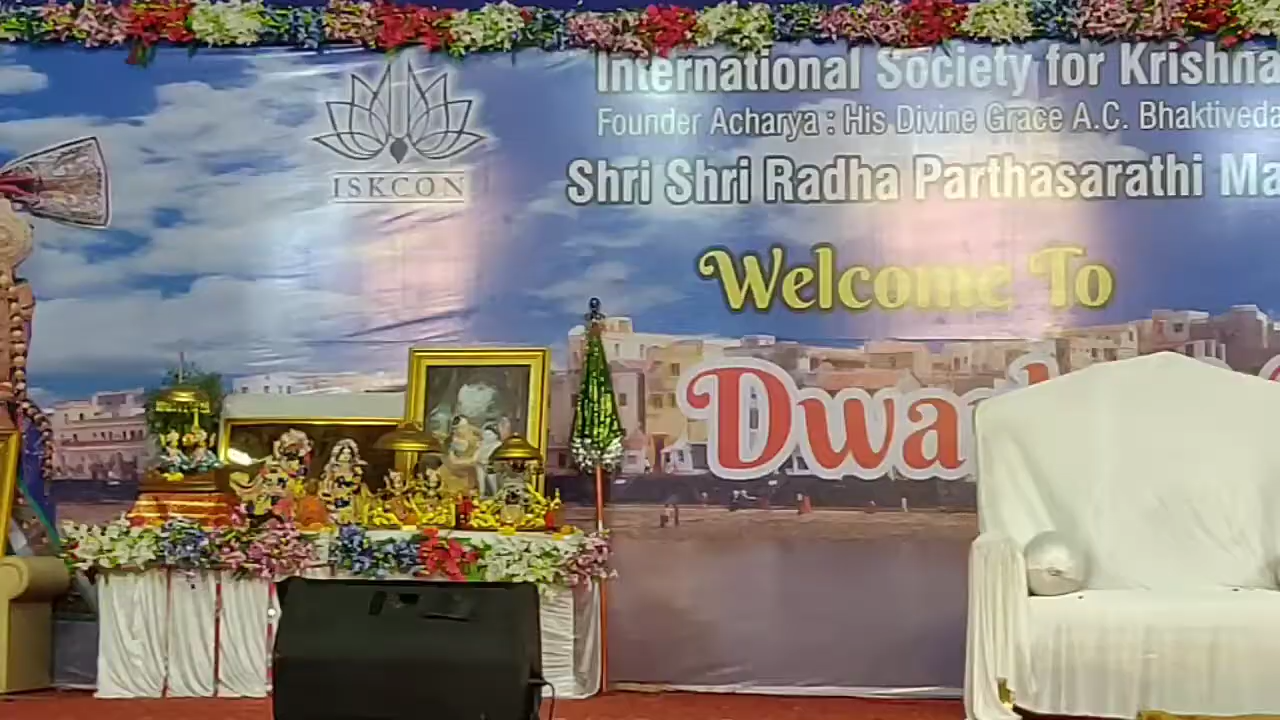 International Society for Krishna
Founder Acharya : His Divine Grace A.C. Bhaktiveda
ISKCON
Shri Shri Radha Parthasarathi Ma
Welcome To
Dwa